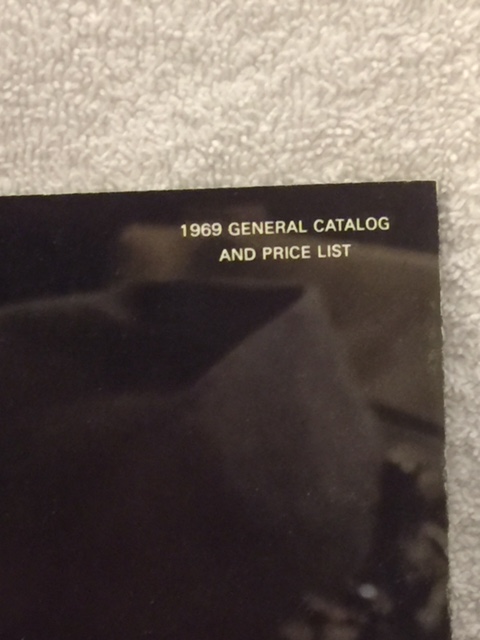 1969 GENERAL CATALOG
AND PRICE LIST